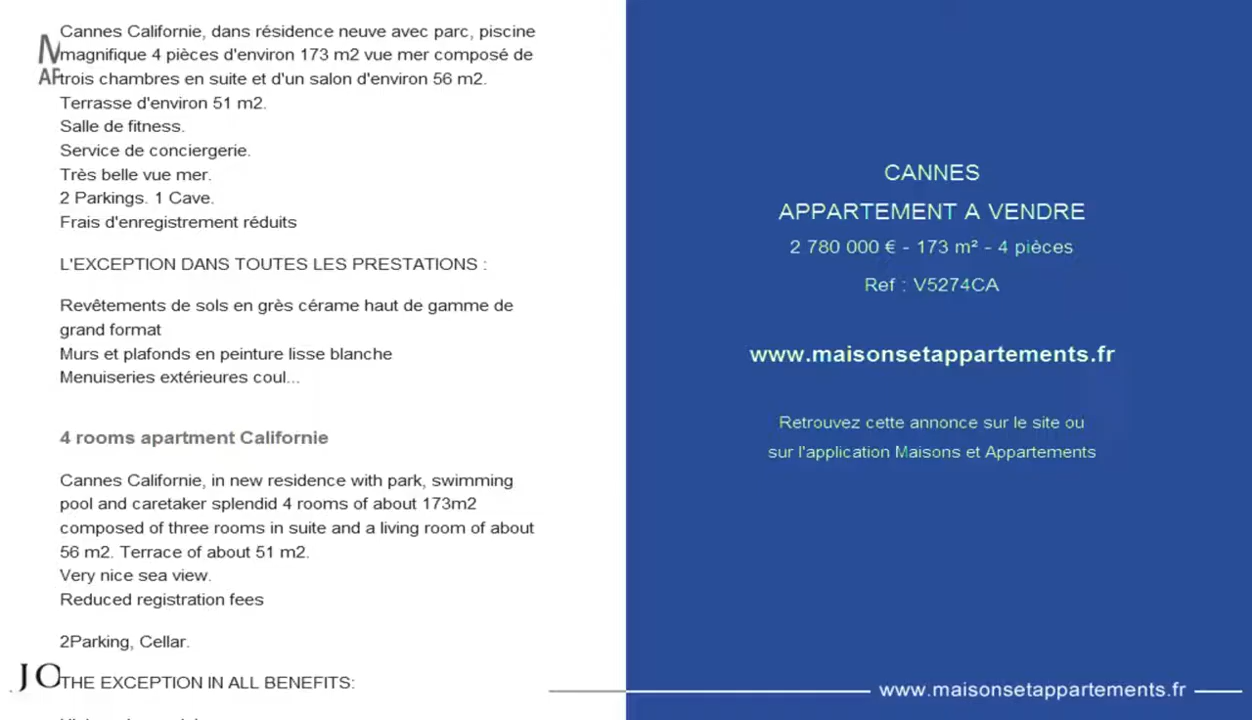 Cannes Californie, dans résidence neuve avec parc, piscine
magnifique 4 pièces d'environ 173 m2 vue mer composé de
trois chambres en suite et d'un salon d'environ 56 m2.
Terrasse d'environ 51 m2.
Salle de fitness.
Service de conciergerie.
Très belle vue mer.
2 Parkings. 1 Cave.
Frais d'enregistrement réduits
L'EXCEPTION DANS TOUTES LES PRESTATIONS :
Revêtements de sols en grès cérame haut de gamme de
grand format
Murs et plafonds en peinture lisse blanche
Menuiseries extérieures coul...
4 rooms apartment Californie
Cannes Californie, in new residence with park, swimming
pool and caretaker splendid 4 rooms of about 173m2
composed of three rooms in suite and a living room of about
56 m2. Terrace of about 51 m2.
Very nice sea view.
Reduced registration fees
2Parking, Cellar.
THE EXCEPTION IN ALL BENEFITS:
CANNES
APPARTEMENT A VENDRE
2 780 000 € - 173 m² - 4 pièces
Ref : V5274CA
www.maisonsetappartements.fr
Retrouvez cette annonce sur le site ou
sur l'application Maisons et Appartements
www.maisonsetappartements.fr